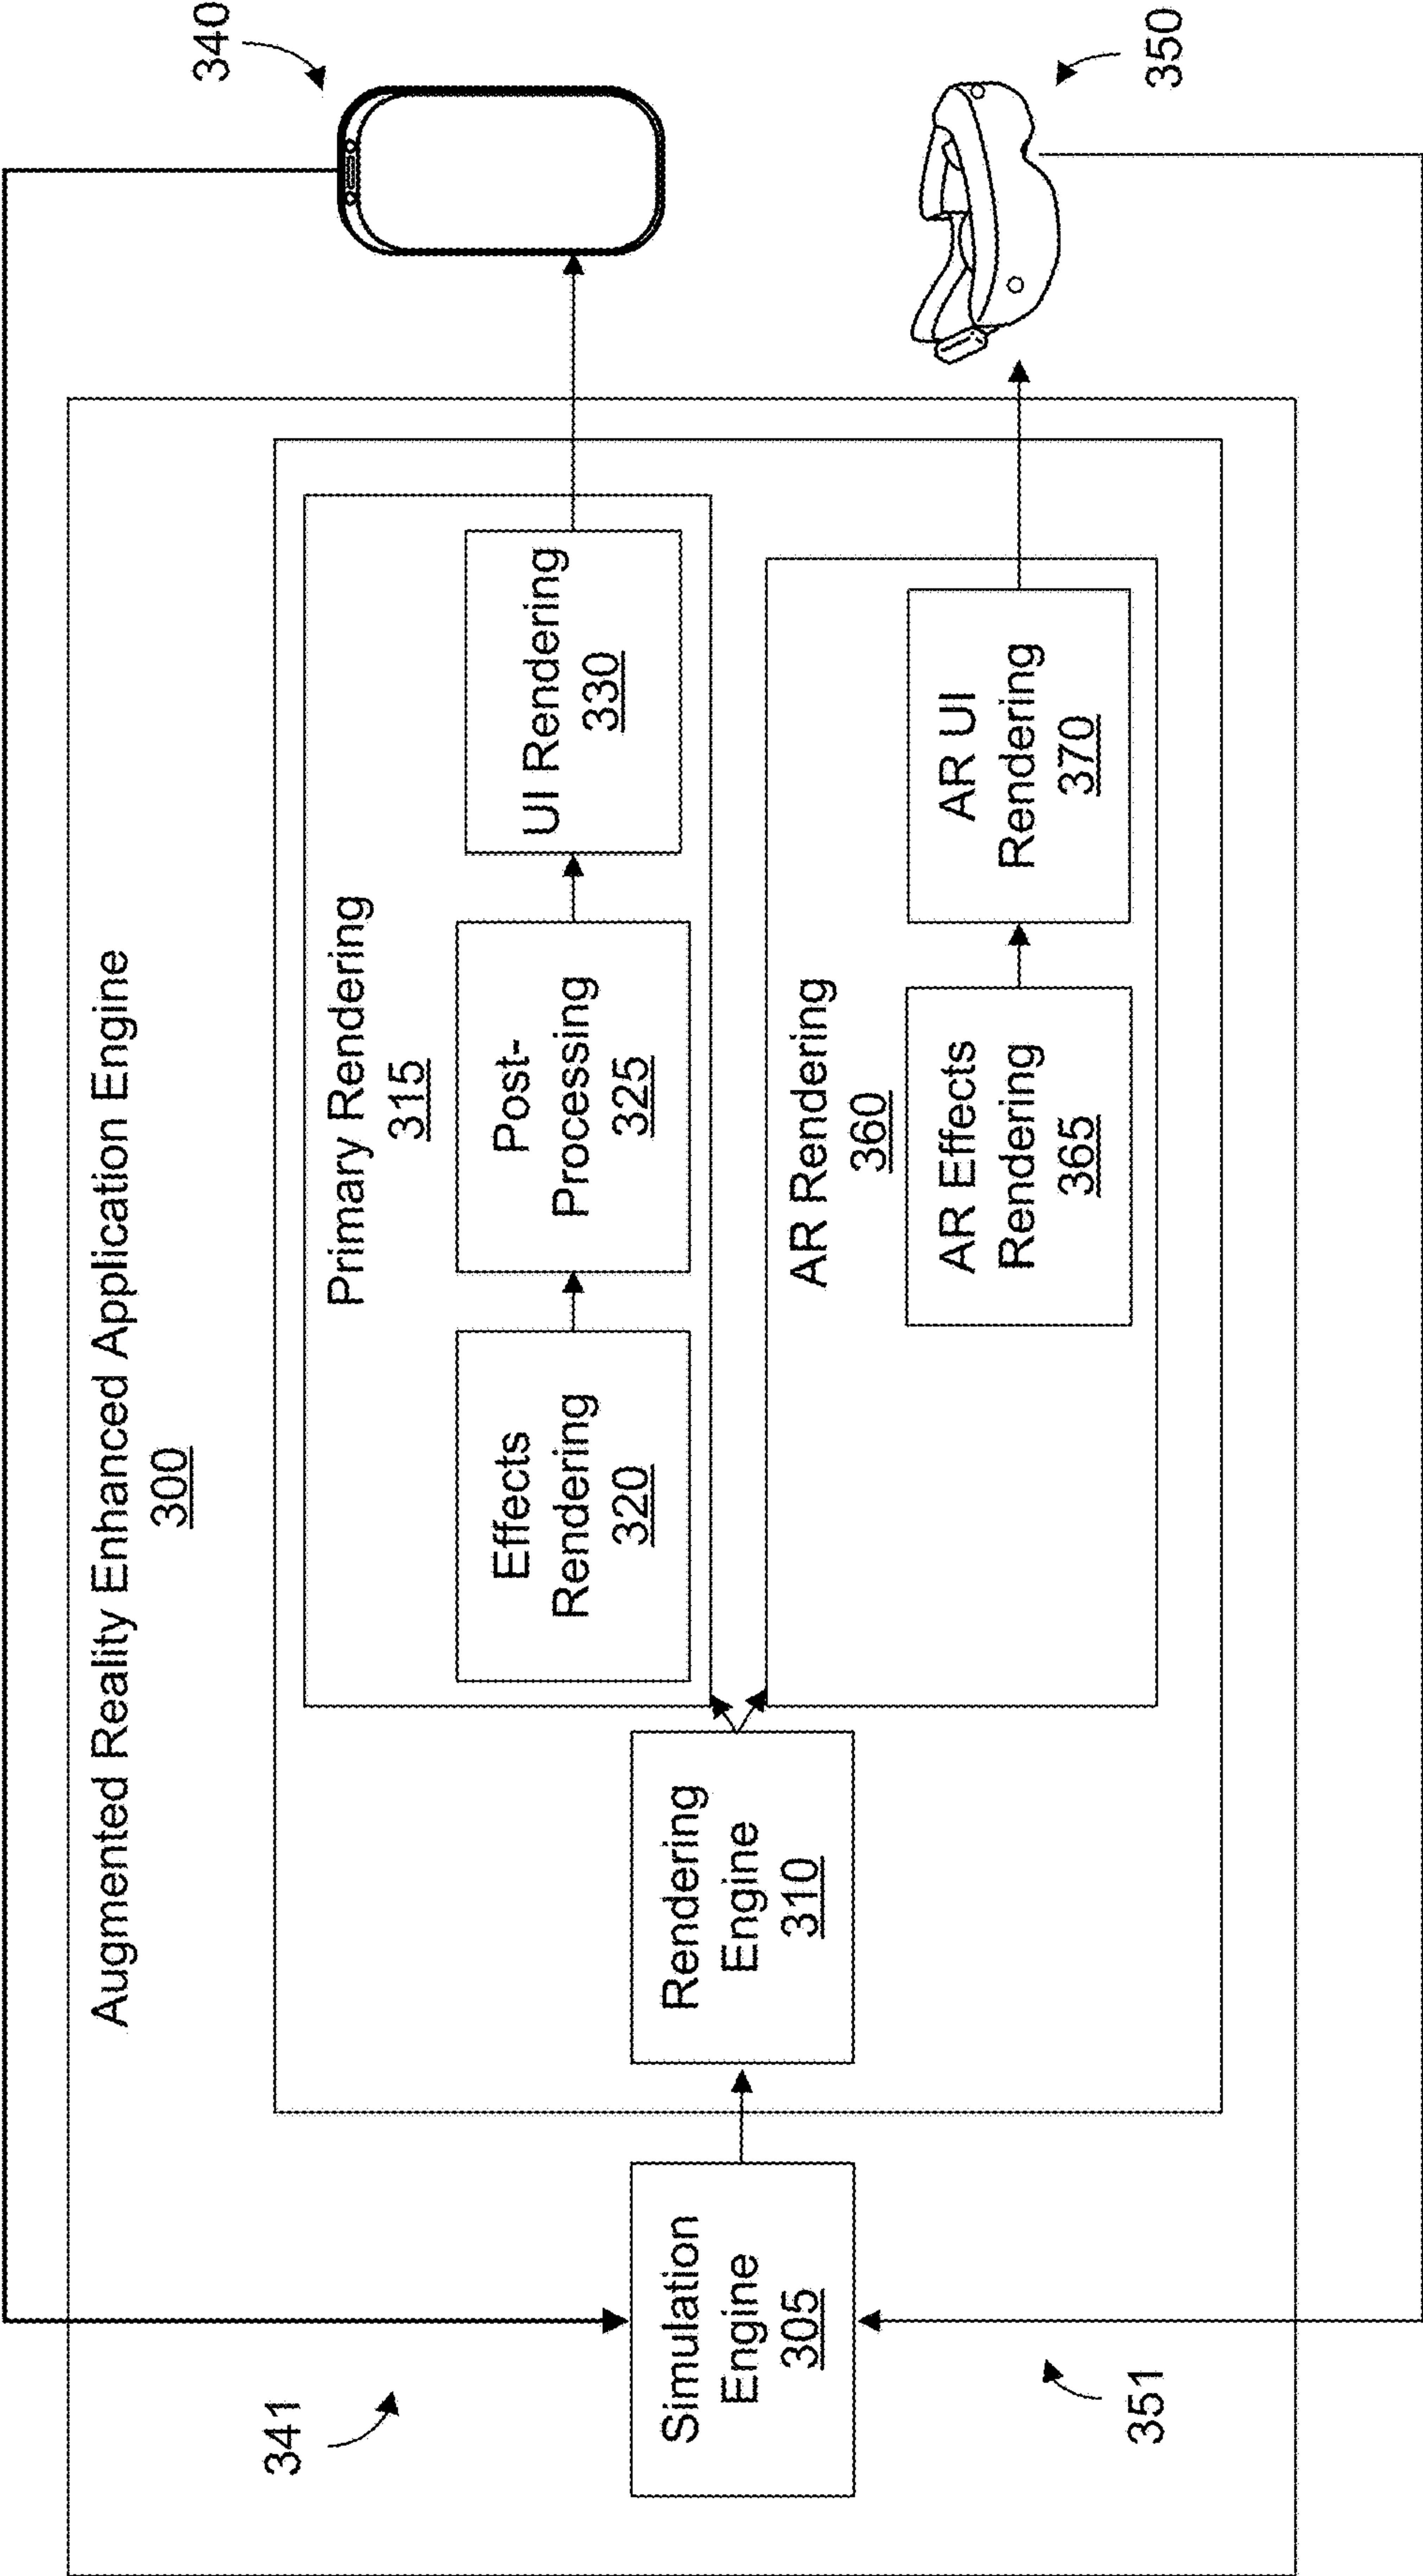 Augmented Reality Enhanced Application Engine
300
340
341
Primary Rendering
315
Effects
Rendering
320
Post-
Processing
325
UI Rendering
330
Simulation
Engine
305
Rendering
Engine
310
AR Rendering
360
AR Effects
Rendering
365
AR UI
Rendering
370
350
351